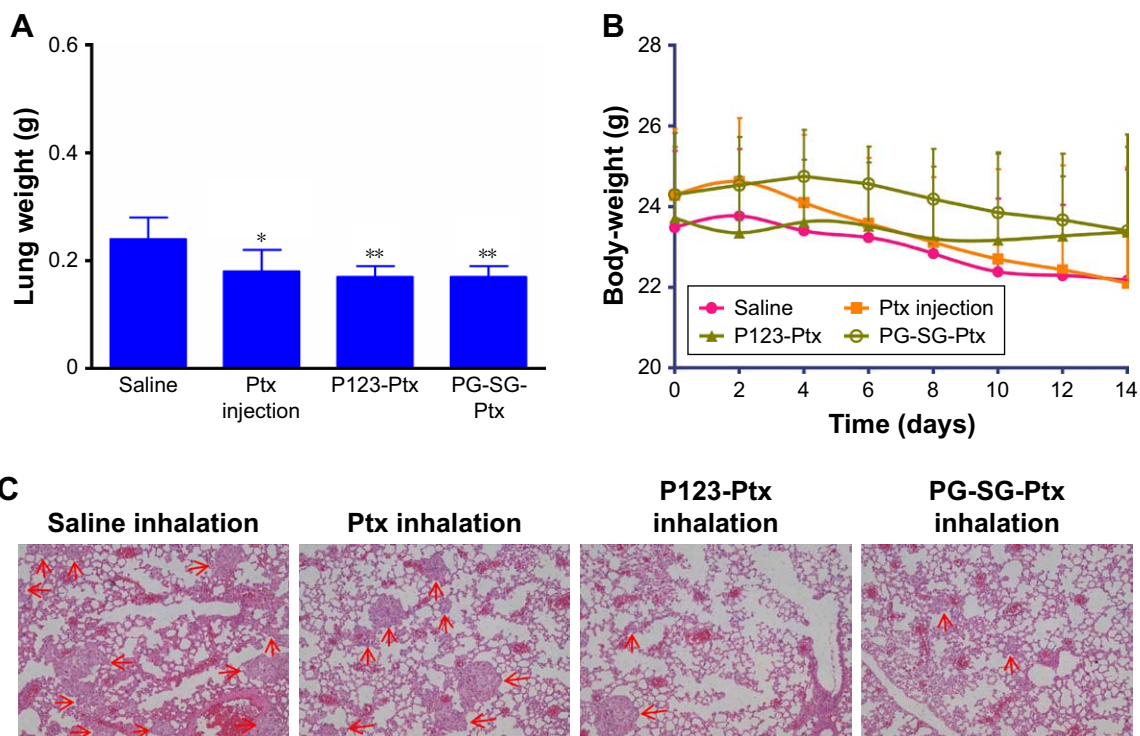 A
0.6
0.4
0.2
0
Lung weight (g)
*
**
**
Saline
Ptx
injection
P123-Ptx
PG-SG-
Ptx
B
28
26
24
22
20
Body-weight (g)
Saline
Ptx injection
P123-Ptx
PG-SG-Ptx
0 2 4 6 8 10 12 14
Time (days)
C
Saline inhalation
Ptx inhalation
P123-Ptx
inhalation
PG-SG-Ptx
inhalation